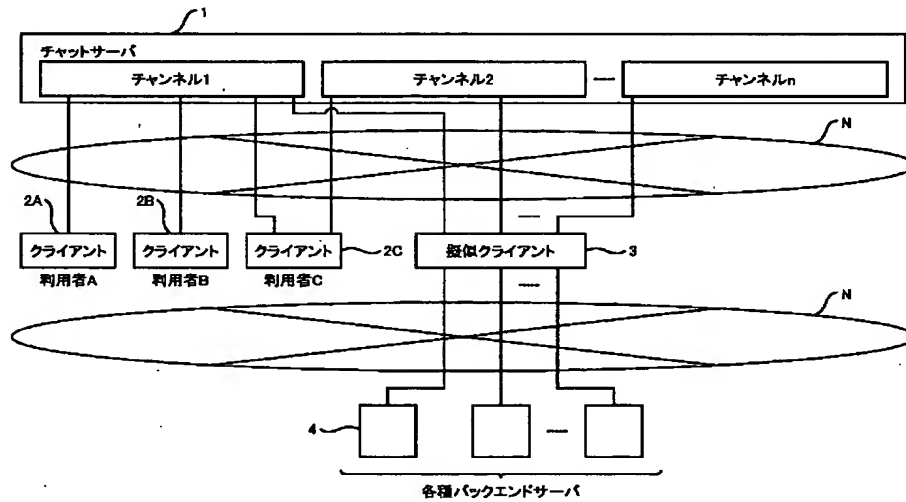 1
チャットサーバ
チャンネル1
チャンネル2
チャンネルn
N
2A
2B
クライアント
クライアント
クライアント
2C
擬似クライアント
3
利用者A
利用者B
利用者C
N
4
各種バックエンドサーバ